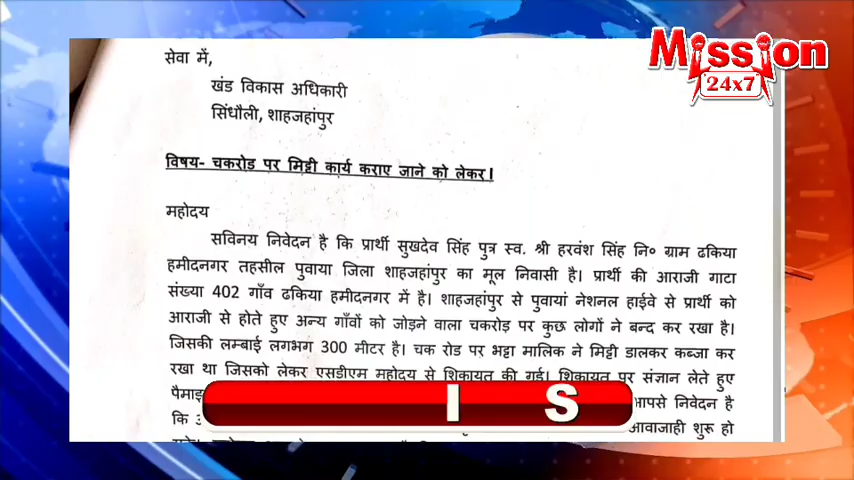 Mission
24x7
सेवा में,
खंड विकास अधिकारी
सिंधौली, शाहजहांपुर
विषय- चकरोड पर मिट्टी कार्य कराए जाने को लेकर।
महोदय
सविनय निवेदन है कि प्रार्थी सुखदेव सिंह पुत्र स्व. श्री हरवंश सिंह नि० ग्राम ढकिया
हमीदनगर तहसील पुवाया जिला शाहजहांपुर का मूल निवासी है। प्रार्थी की आराजी गाटा
संख्या 402 गाँव ढकिया हमीदनगर में है। शाहजहांपुर से पुवायां नेशनल हाईवे से प्रार्थी को
आराजी से होते हुए अन्य गाँवों को जोड़ने वाला चकरोड़ पर कुछ लोगों ने बन्द कर रखा है।
जिसकी लम्बाई लगभग 300 मीटर है। चक रोड पर भट्टा मालिक ने मिट्टी डालकर कब्जा कर
रखा था जिसको लेकर एसडीएम महोदय से शिकायत की गई। शिकायत पर संज्ञान लेते हुए
आपसे निवेदन है
कि
आवाजाही शुरू हो
I S